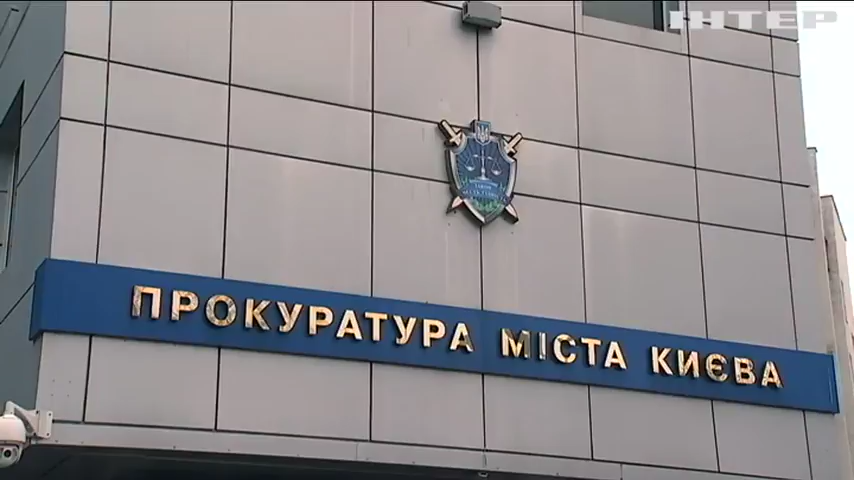 ІНТЕР
ПРОКУРАТУРА МІСТА КИЄВА